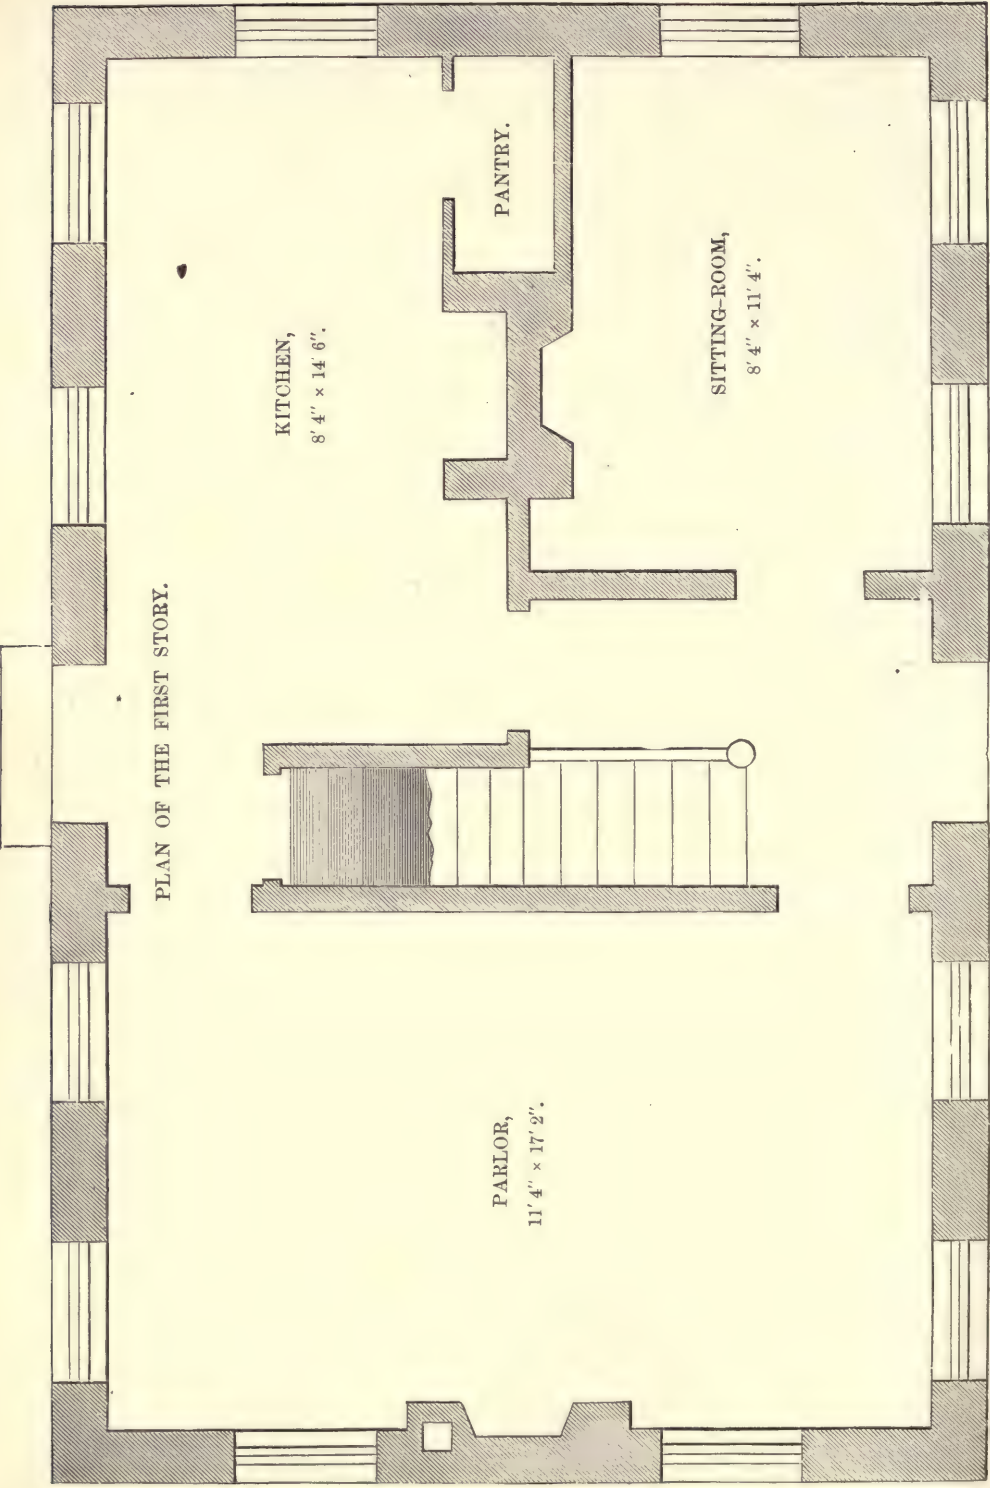 PLAN OF THE FIRST STORY.
KITCHEN,
8' 4" × 14' 6".
PANTRY.
SITTING-ROOM,
8' 4" × 11' 4".
PARLOR,
11' 4" × 17' 2".